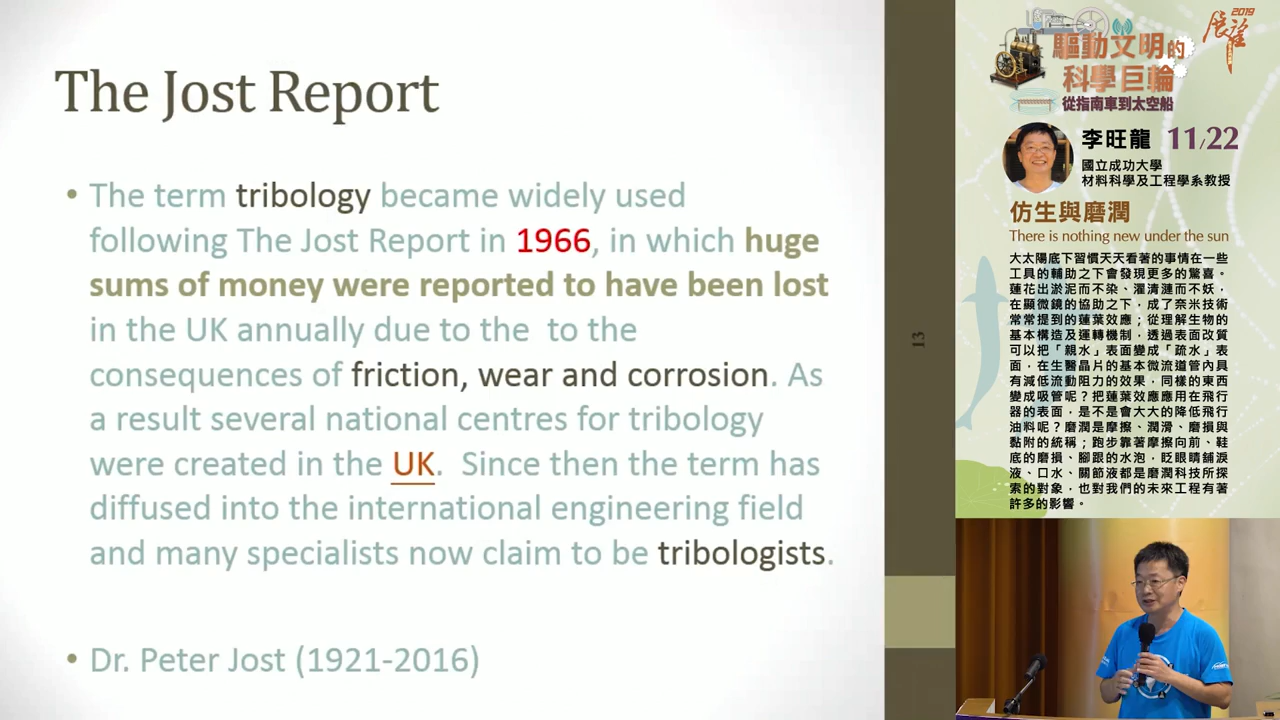 The Jost Report
• The term tribology became widely used
following The Jost Report in 1966, in which huge
sums of money were reported to have been lost
in the UK annually due to the to the
consequences of friction, wear and corrosion. As
a result several national centres for tribology
were created in the UK. Since then the term has
diffused into the international engineering field
and many specialists now claim to be tribologists.
• Dr. Peter Jost (1921-2016)
13
2019
展望
驅動文明的
科學巨輪
從指南車到太空船
李旺龍 11/22
國立成功大學
材料科學及工程學系教授
仿生與磨潤
There is nothing new under the sun
大太陽底下習慣天天看著的事情在一些
工具的輔助之下會發現更多的驚喜。
蓮花出淤泥而不染、濯清漣而不妖，
在顯微鏡的協助之下，成了奈米技術
常常提到的蓮葉效應；從理解生物的
基本構造及運轉機制，透過表面改質
可以把「親水」表面變成「疏水」表
面，在生醫晶片的基本微流道管內具
有減低流動阻力的效果，同樣的東西
變成吸管呢？把蓮葉效應應用在飛行
器的表面，是不是會大大的降低飛行
油料呢？磨潤是摩擦、潤滑、磨損與
黏附的統稱；跑步靠著摩擦向前、鞋
底的磨損、腳跟的水泡，眨眼睛鋪淚
液、口水、關節液都是磨潤科技所探
索的對象，也對我們的未來工程有著
許多的影響。